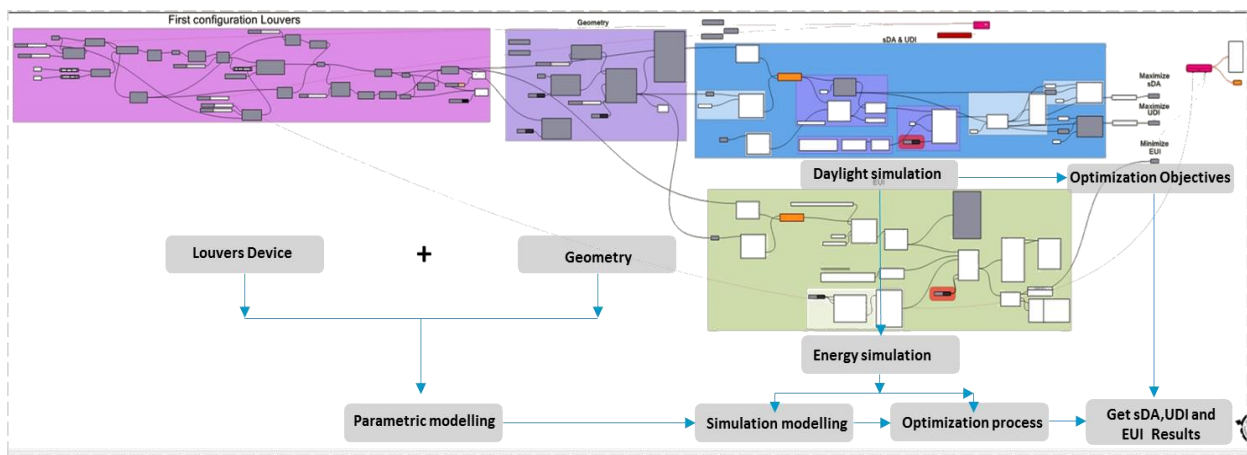 First configuration Louvers
Geometry
sDA & UDI
Maximize
sDA
Maximize
UDI
Minimize
EUI
Daylight simulation
Optimization Objectives
EUI
Louvers Device
+
Geometry
Energy simulation
Parametric modelling
Simulation modelling
Optimization process
Get sDA,UDI and
EUI Results